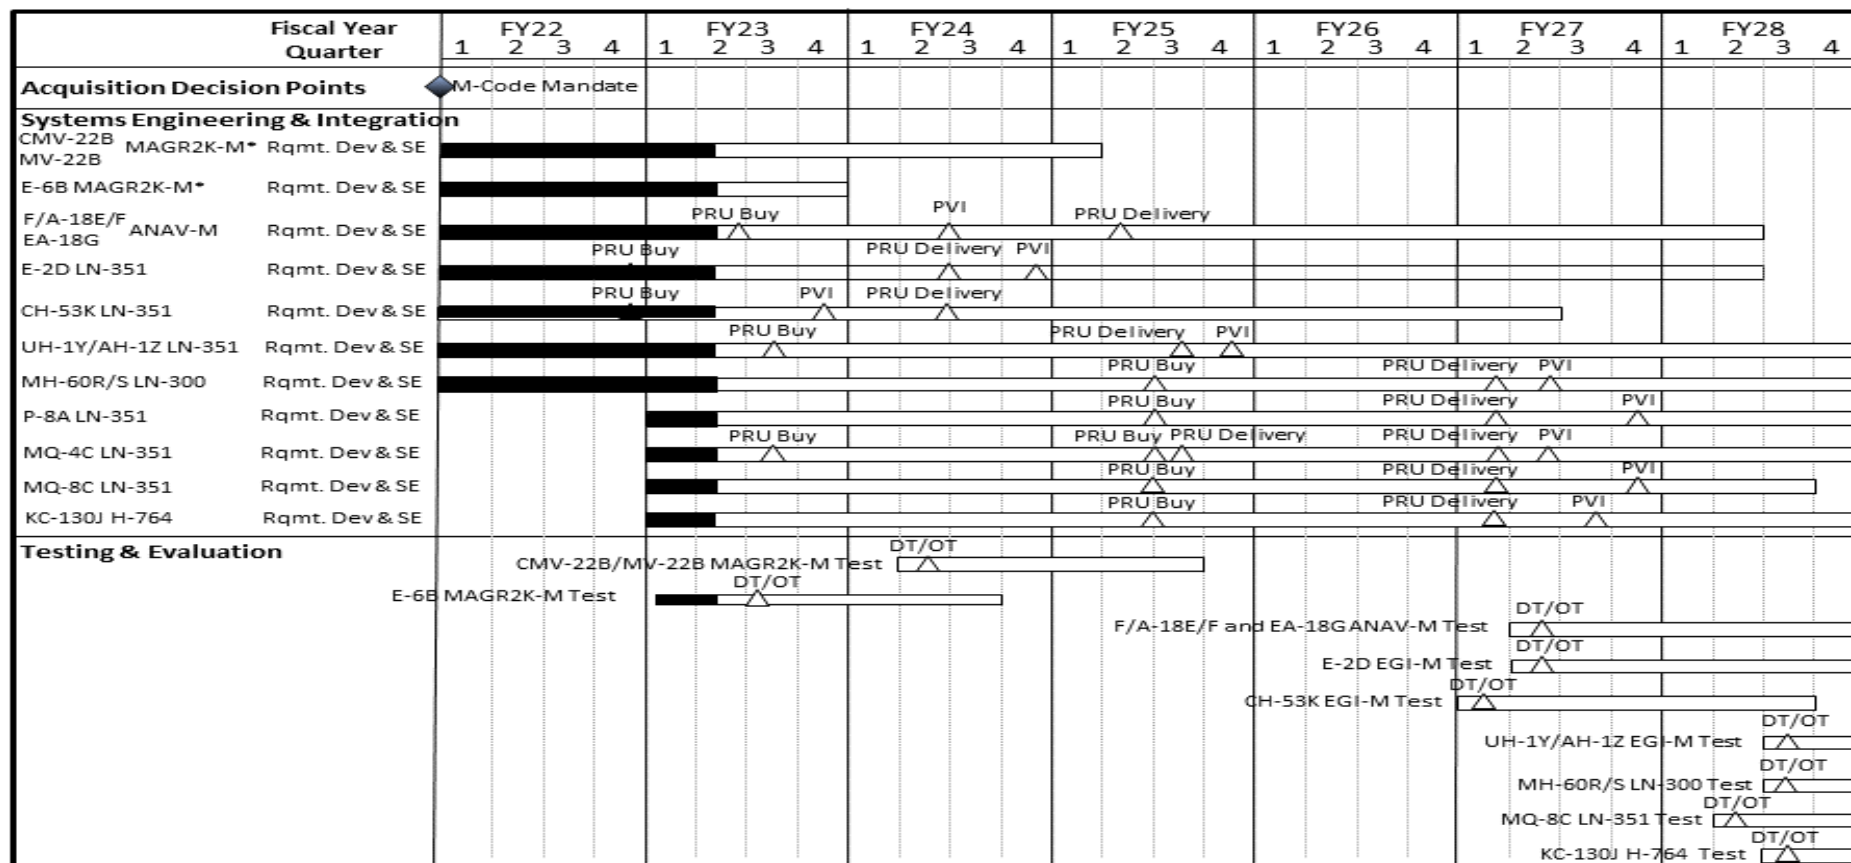 Fiscal Year FY22 FY23 FY24 FY25 FY26 FY27 FY28
Quarter 1 2 3 4 1 2 3 4 1 2 3 4 1 2 3 4 1 2 3 4 1 2 3 4 1 2 3 4
Acquisition Decision Points M-Code Mandate
Systems Engineering & Integration
CMV-22B
MV-22B MAGR2K-M* Rqmt. Dev & SE
E-6B MAGR2K-M* Rqmt. Dev & SE
PRU Buy PVI PRU Delivery
F/A-18E/F
EA-18G ANAV-M Rqmt. Dev & SE
PRU Buy PRU Delivery PVI
E-2D LN-351 Rqmt. Dev & SE
PRU Buy PVI PRU Delivery
CH-53K LN-351 Rqmt. Dev & SE
PRU Buy PRU Delivery PVI
UH-1Y/AH-1Z LN-351 Rqmt. Dev & SE
PRU Buy PRU Delivery PVI
MH-60R/S LN-300 Rqmt. Dev & SE
PRU Buy PRU Delivery PVI
P-8A LN-351 Rqmt. Dev & SE
PRU Buy PRU Buy PRU Delivery PRU Delivery PVI
MQ-4C LN-351 Rqmt. Dev & SE
PRU Buy PRU Delivery PVI
MQ-8C LN-351 Rqmt. Dev & SE
PRU Buy PRU Delivery PVI
KC-130J H-764 Rqmt. Dev & SE
Testing & Evaluation
DT/OT
CMV-22B/MV-22B MAGR2K-M Test
DT/OT
E-6B MAGR2K-M Test
DT/OT
F/A-18E/F and EA-18G ANAV-M Test
DT/OT
E-2D EGI-M Test
DT/OT
CH-53K EGI-M Test
DT/OT
UH-1Y/AH-1Z EGI-M Test
DT/OT
MH-60R/S LN-300 Test
DT/OT
MQ-8C LN-351 Test
DT/OT
KC-130J H-764 Test